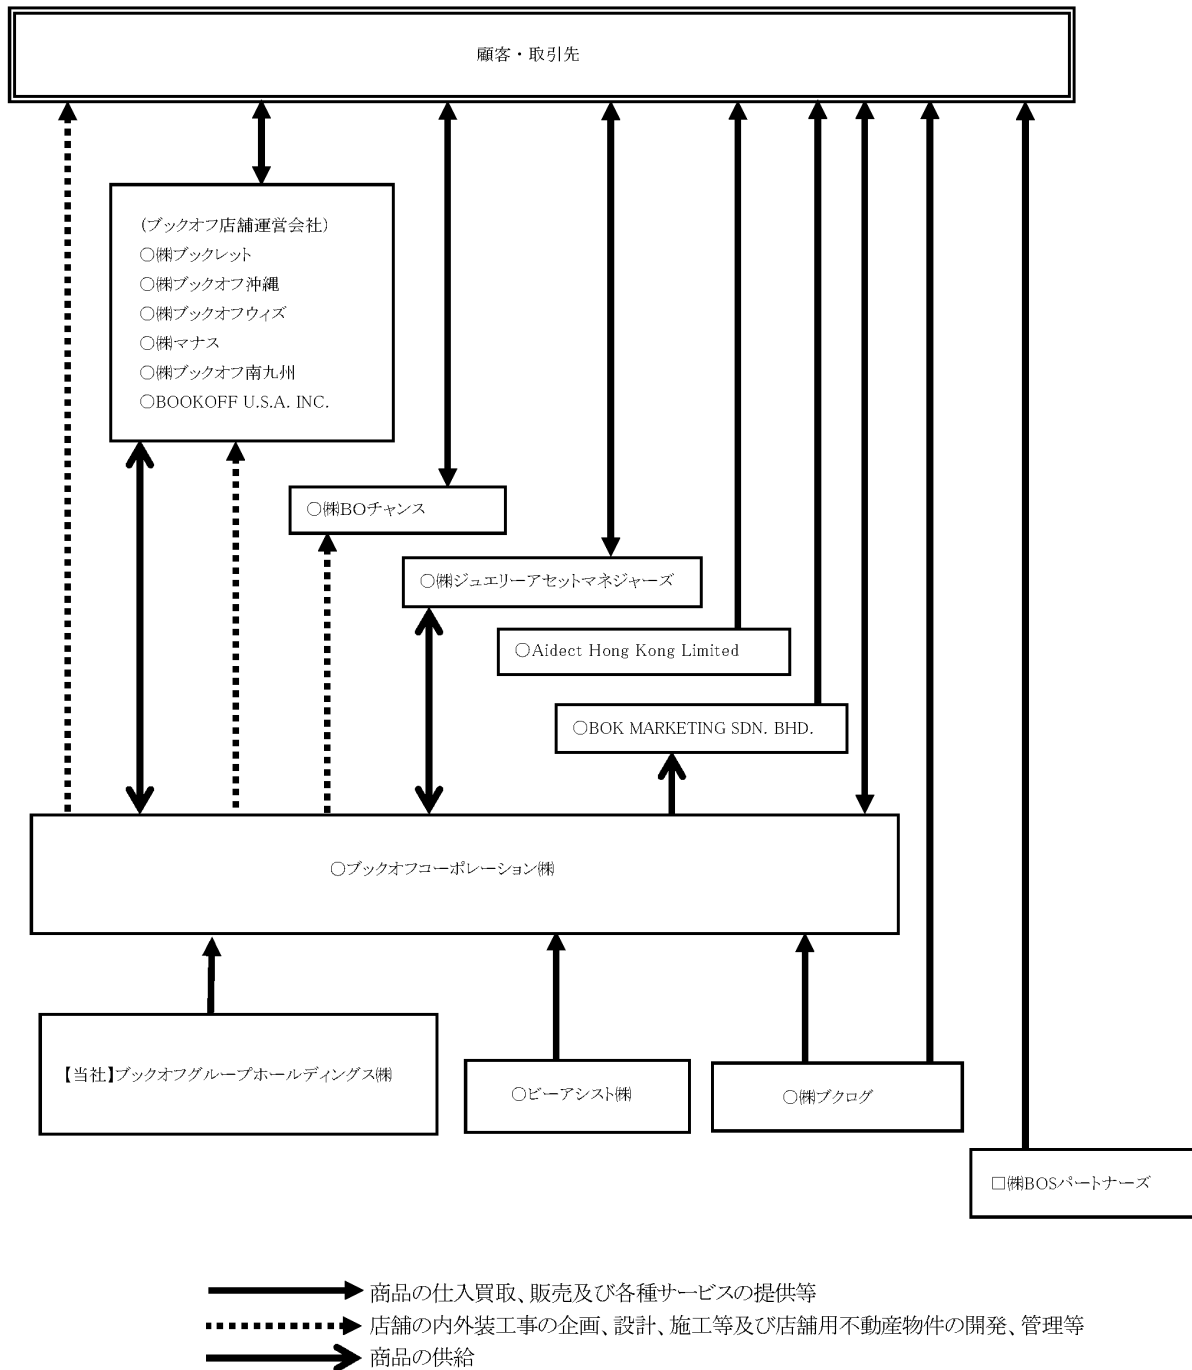 顧客・取引先
(ブックオフ店舗運営会社)
○㈱ブックレット
○㈱ブックオフ沖縄
○㈱ブックオフウィズ
○㈱マナス
○㈱ブックオフ南九州
○BOOKOFF U.S.A. INC.
○㈱BOチャンス
○㈱ジュエリーアセットマネジャーズ
○Aidect Hong Kong Limited
○BOK MARKETING SDN. BHD.
○ブックオフコーポレーション㈱
【当社】ブックオフグループホールディングス㈱
○ビーアシスト㈱
○㈱ブクログ
□㈱BOSパートナーズ
商品の仕入買取、販売及び各種サービスの提供等
店舗の内外装工事の企画、設計、施工等及び店舗用不動産物件の開発、管理等
商品の供給